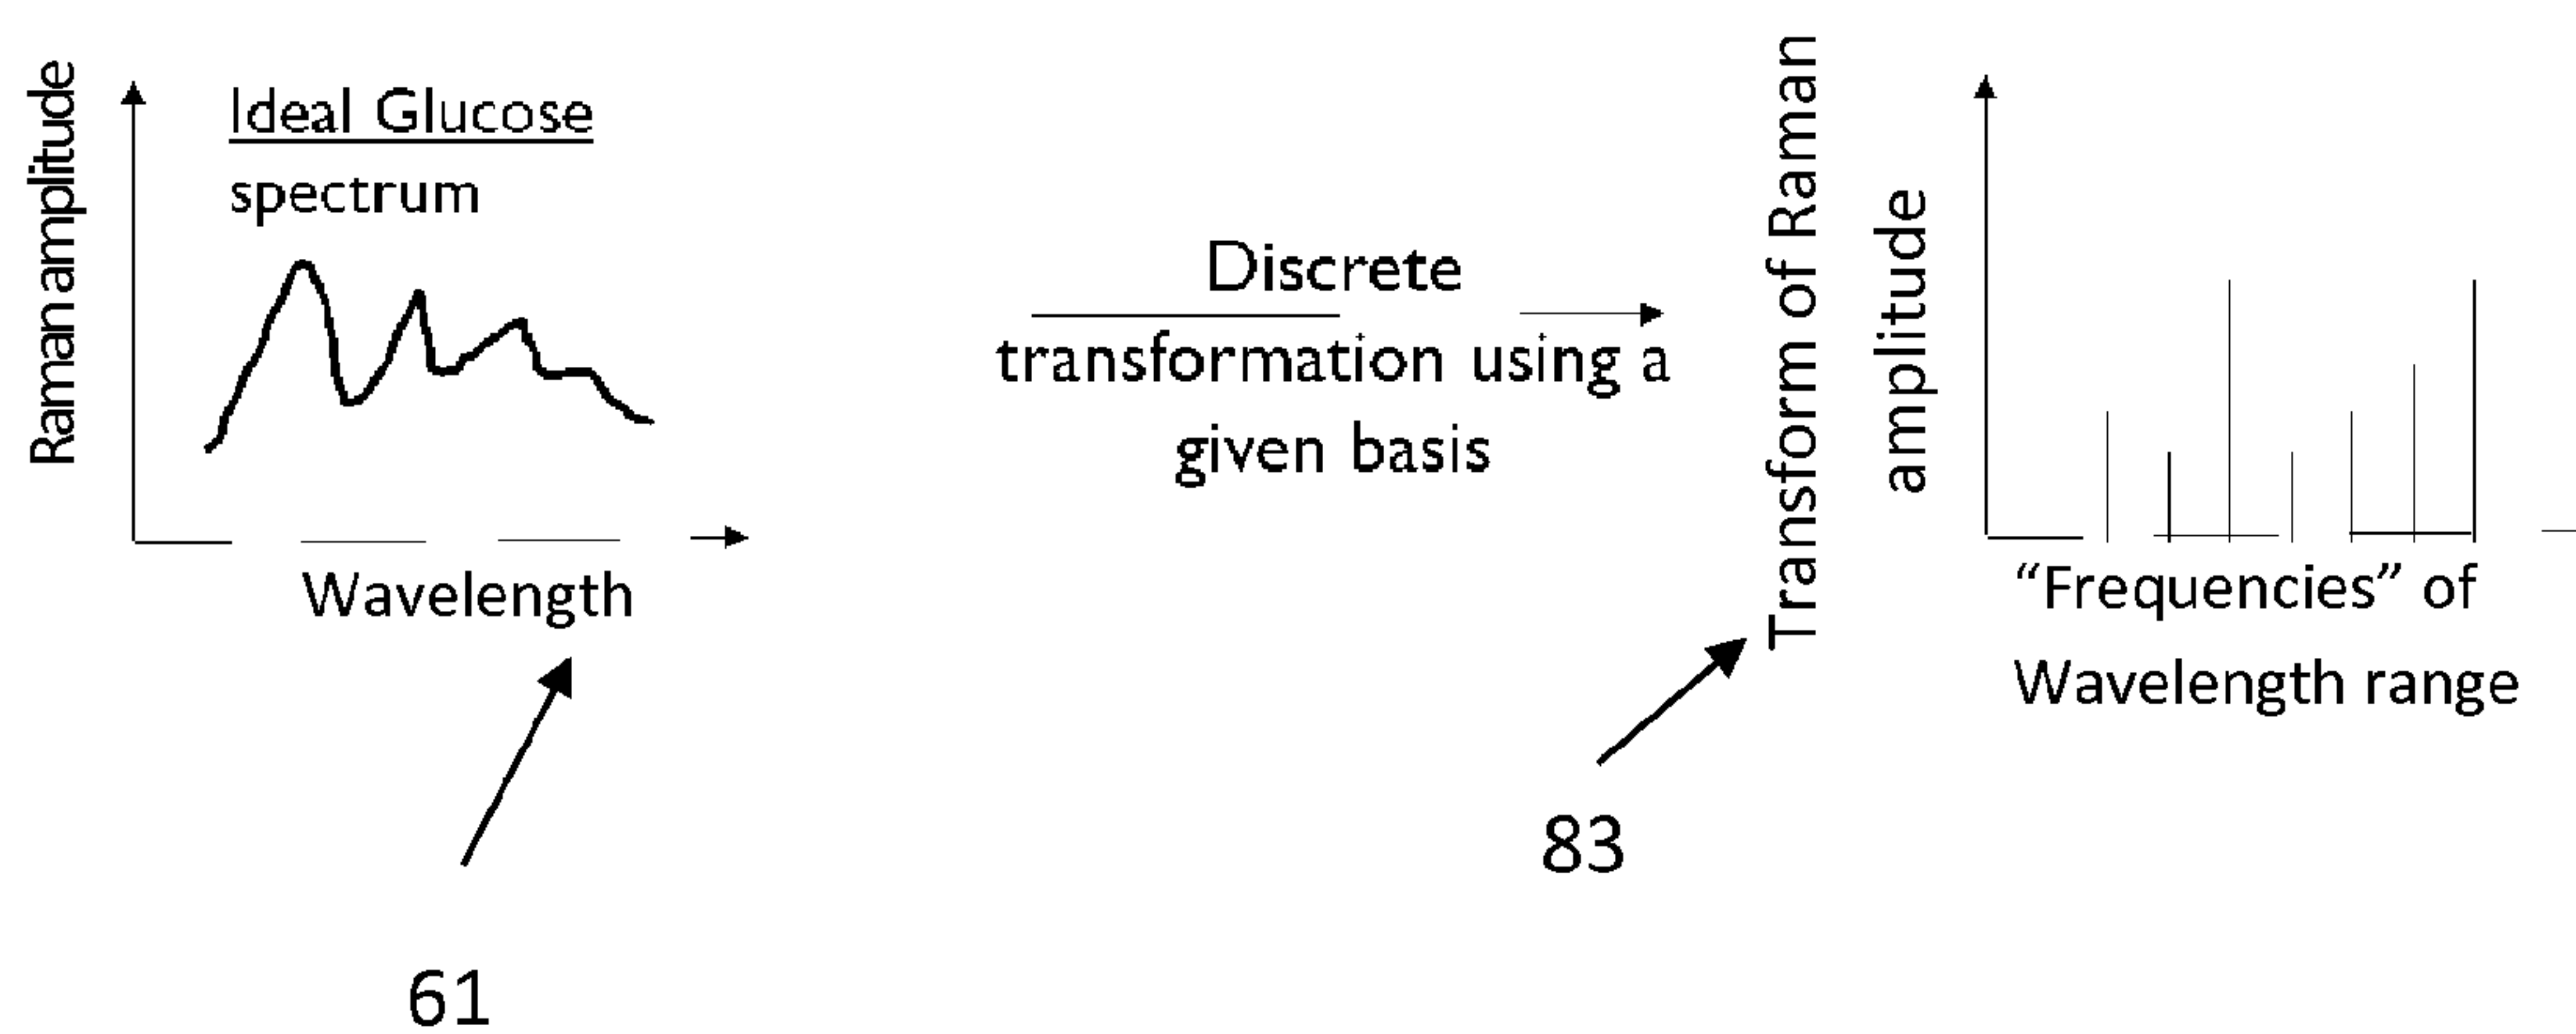 Raman amplitude
Ideal Glucose
spectrum
Wavelength
61
Discrete
transformation using a
given basis
83
Transform of Raman
amplitude
“Frequencies” of
Wavelength range